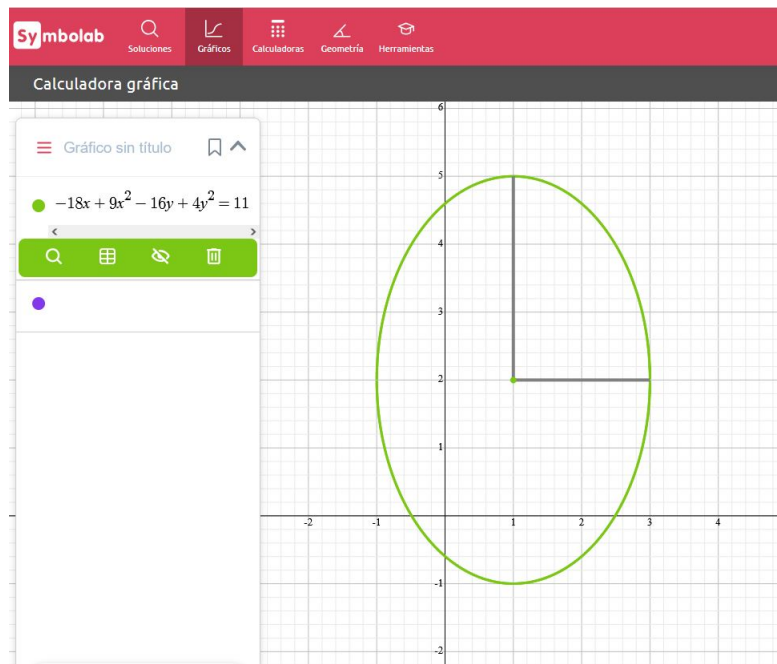 Symbolab
Soluciones
Gráficos
Calculadoras
Geometría
Herramientas
Calculadora gráfica
Gráfico sin título
−18x + 9x² − 16y + 4y² = 11
6
5
4
3
2
1
-2 -1 1 2 3 4
-1
-2